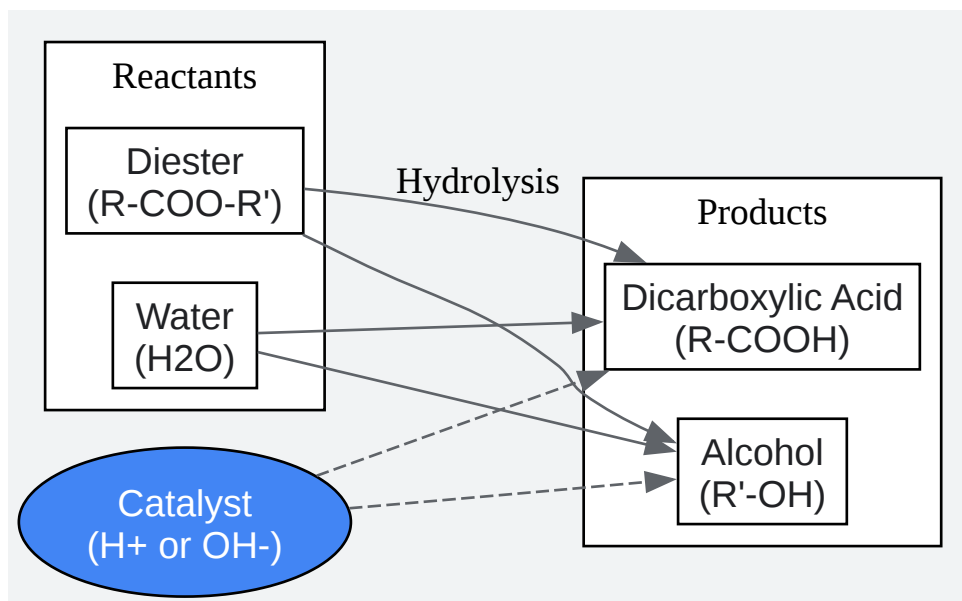 Reactants
Diester
(R-COO-R')
Hydrolysis
Water
(H2O)
Products
Dicarboxylic Acid
(R-COOH)
Alcohol
(R'-OH)
Catalyst
(H+ or OH-)